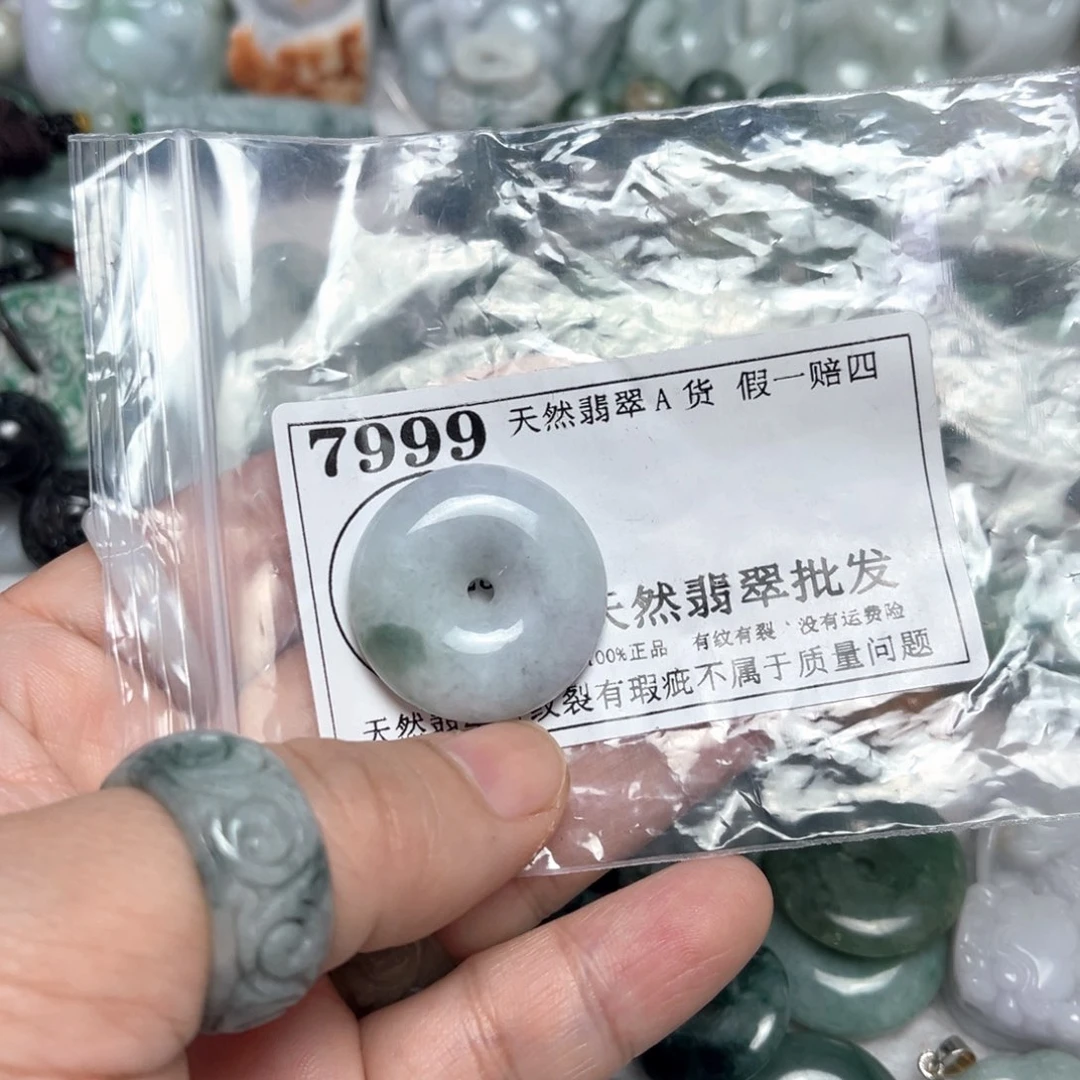 7999 天然翡翠A货 假一赔四
然翡翠批发
00%正品 有纹有裂、没有运费险
天然翡 纹裂有瑕疵不属于质量问题